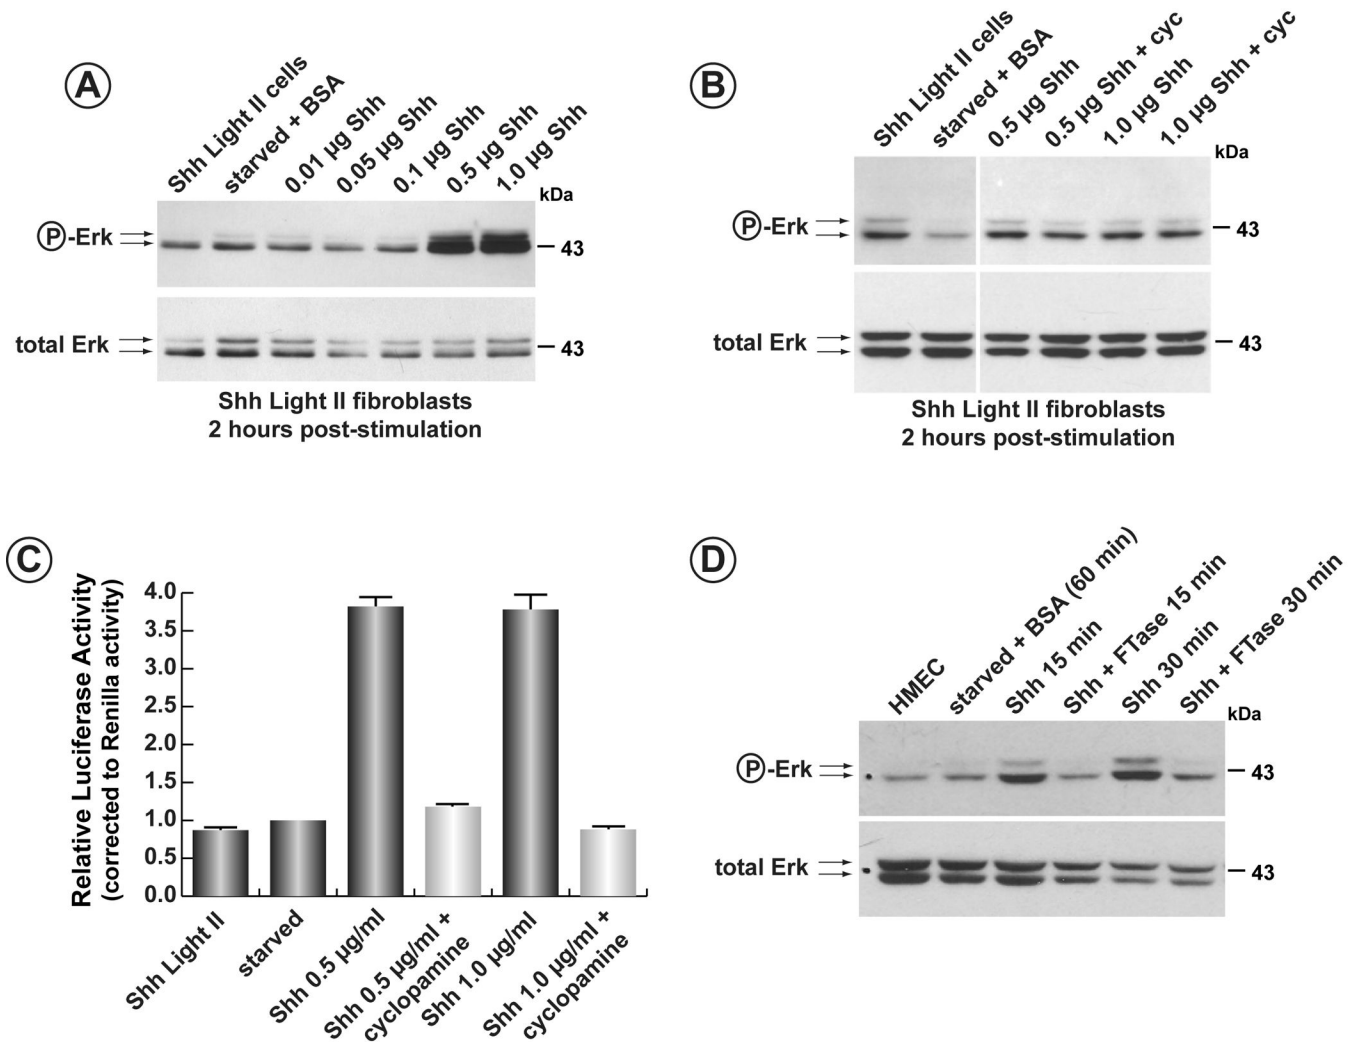 A
Shh Light II cells
starved + BSA
0.01 µg Shh
0.05 µg Shh
0.1 µg Shh
0.5 µg Shh
1.0 µg Shh
kDa
P-Erk
43
total Erk
43
Shh Light II fibroblasts
2 hours post-stimulation
B
Shh Light II cells
starved + BSA
0.5 µg Shh
0.5 µg Shh + cyc
1.0 µg Shh
1.0 µg Shh + cyc
kDa
P-Erk
43
total Erk
43
Shh Light II fibroblasts
2 hours post-stimulation
C
Relative Luciferase Activity
(corrected to Renilla activity)
4.0
3.5
3.0
2.5
2.0
1.5
1.0
0.5
0.0
Shh Light II
starved
Shh 0.5 µg/ml
Shh 0.5 µg/ml +
cyclopamine
Shh 1.0 µg/ml
Shh 1.0 µg/ml +
cyclopamine
D
HMEC
starved + BSA (60 min)
Shh 15 min
Shh + FTase 15 min
Shh 30 min
Shh + FTase 30 min
kDa
P-Erk
43
total Erk
43